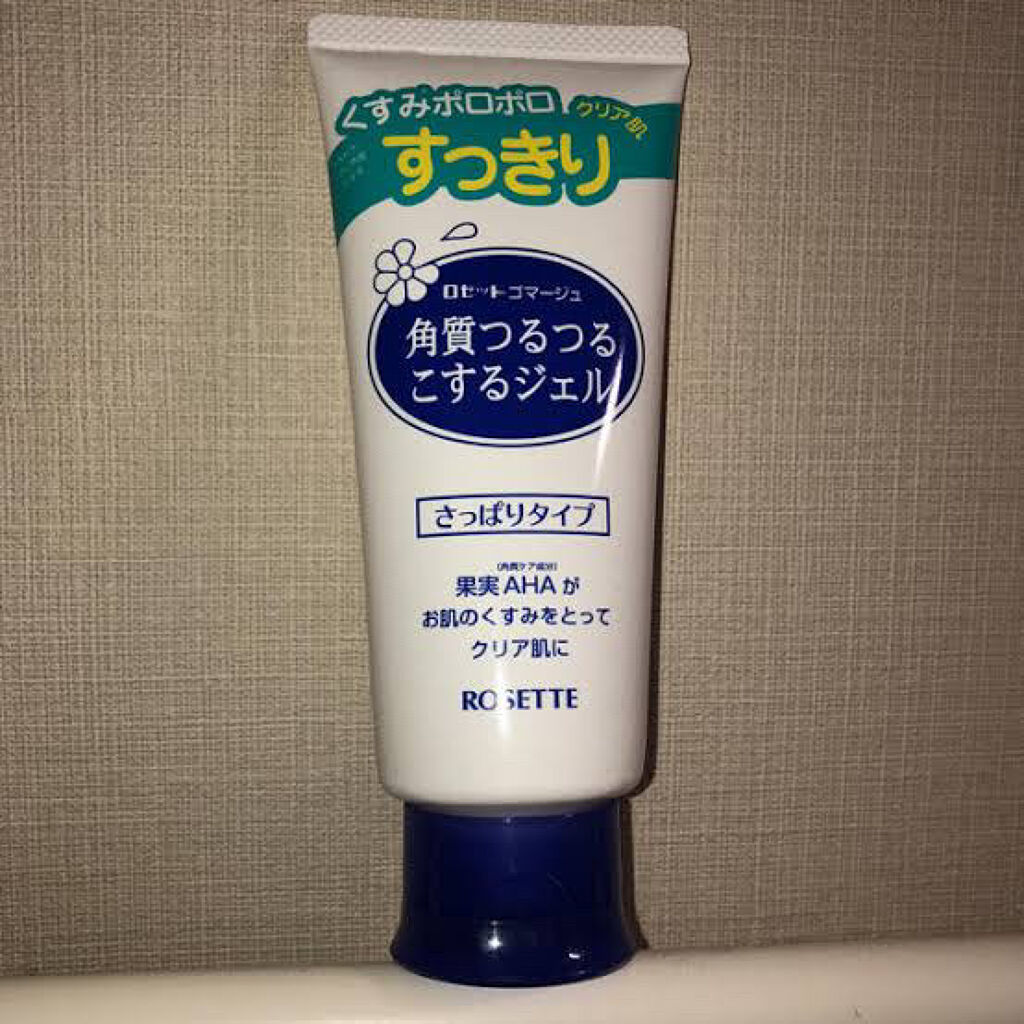 くすみポロポロ
クリア肌
すっきり
ロゼットゴマージュ
角質つるつる
こするジェル
さっぱりタイプ
(角質ケア成分)
果実AHAが
お肌のくすみをとって
クリア肌に
ROSETTE